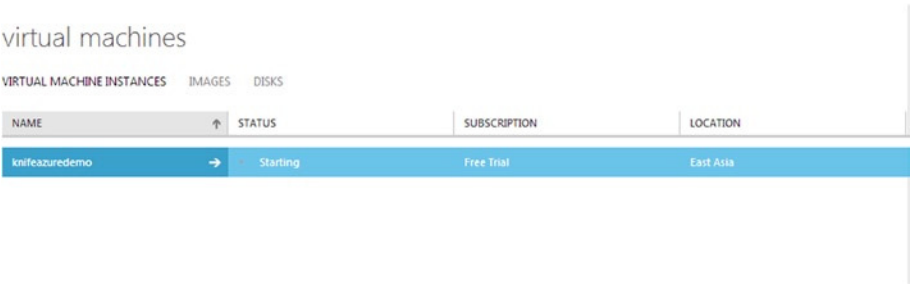 virtual machines
VIRTUAL MACHINE INSTANCES IMAGES DISKS
NAME STATUS SUBSCRIPTION LOCATION
knifeazuredemo Starting Free Trial East Asia